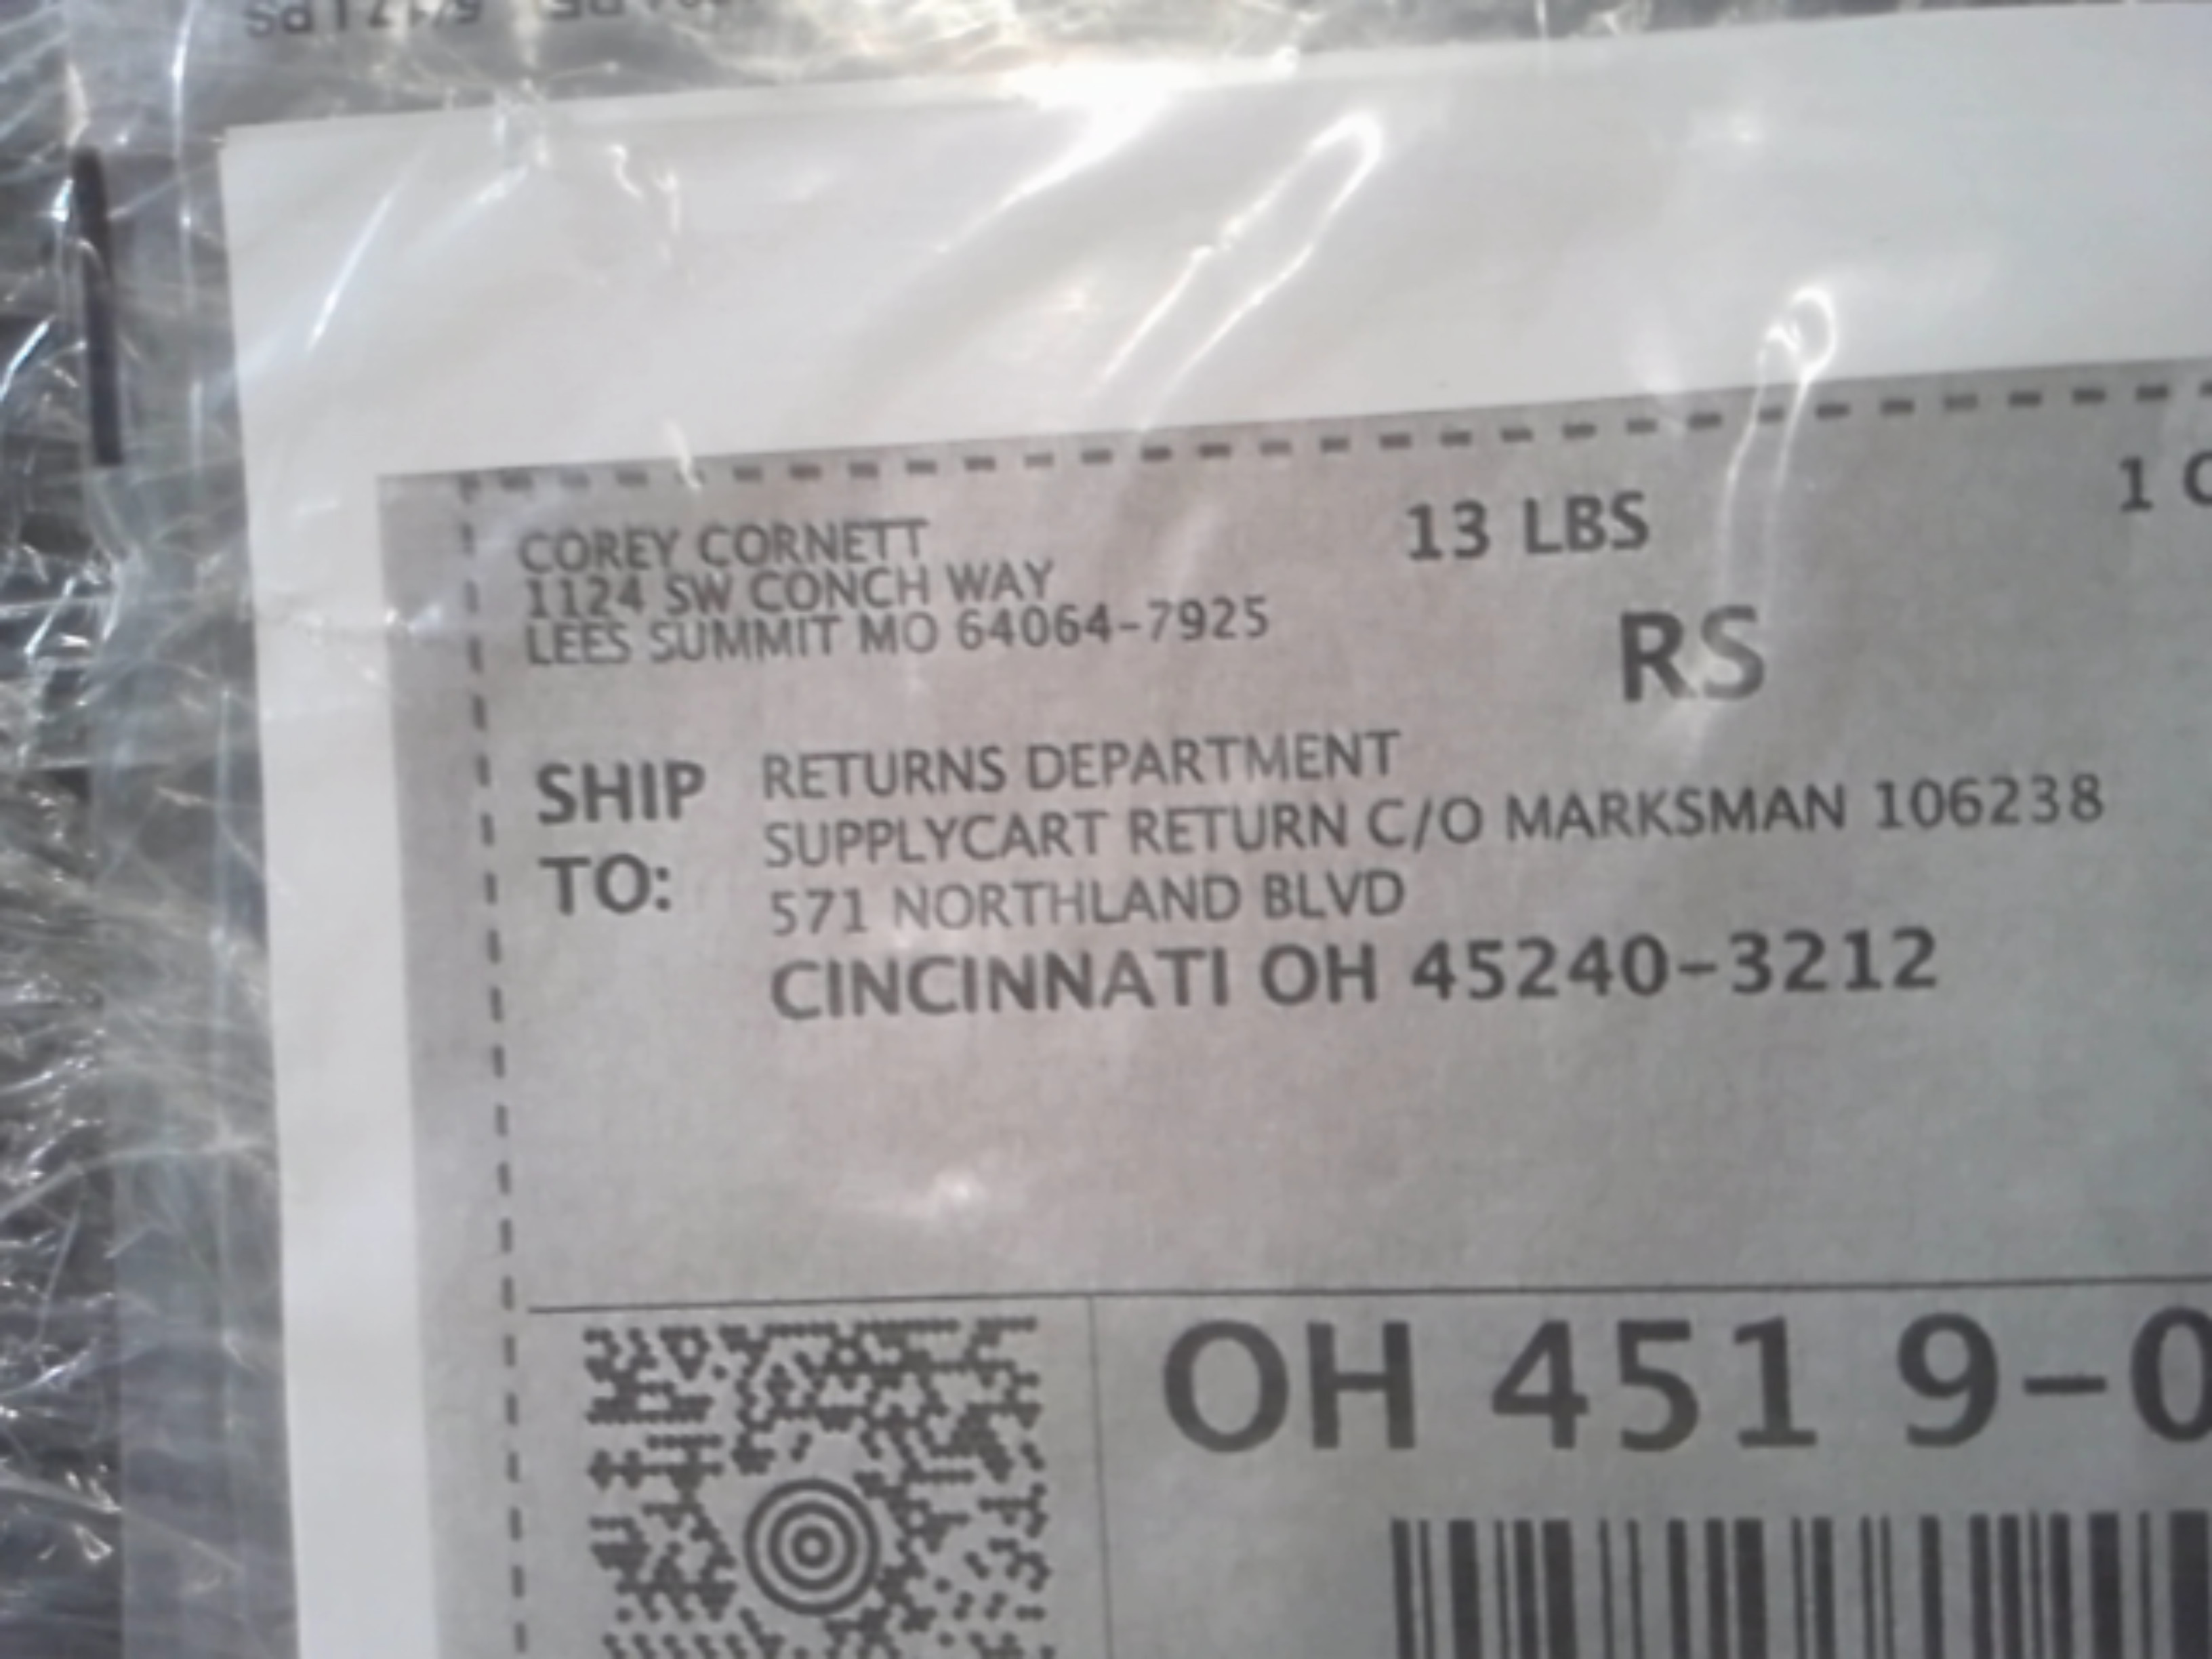 COREY CORNETT
1124 SW CONCH WAY
LEES SUMMIT MO 64064-7925
13 LBS
1
RS
SHIP TO:
RETURNS DEPARTMENT
SUPPLYCART RETURN C/O MARKSMAN 106238
571 NORTHLAND BLVD
CINCINNATI OH 45240-3212
OH 451 9-0